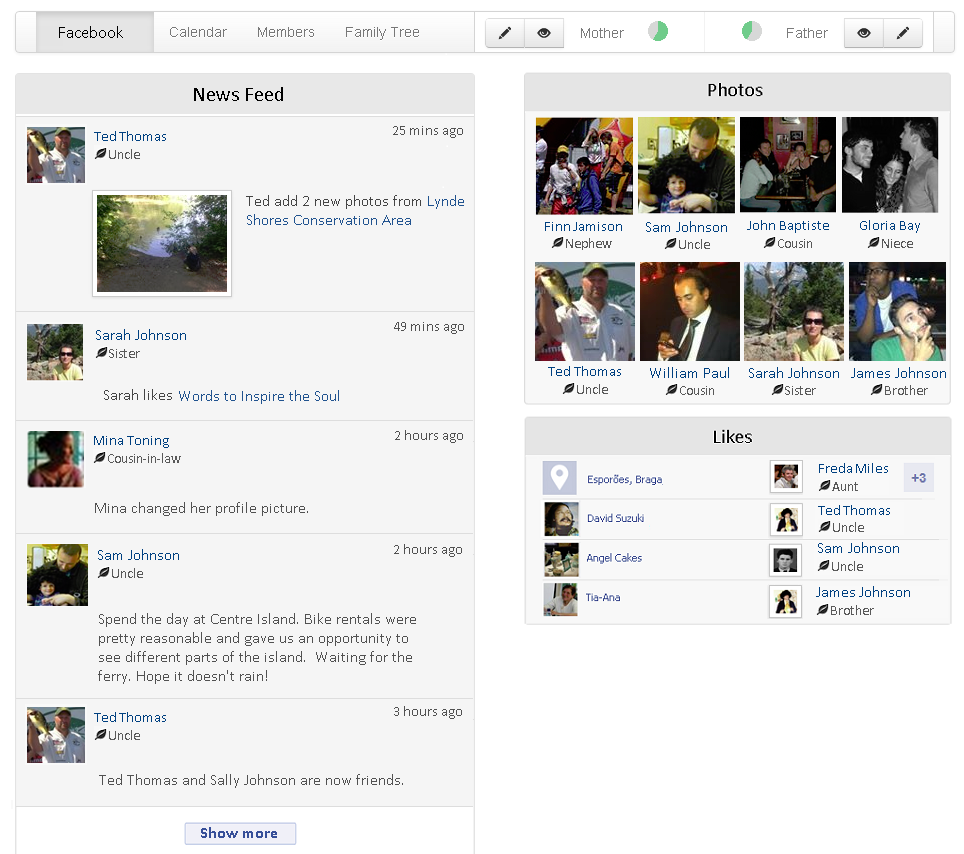 Facebook Calendar Members Family Tree Mother Father
News Feed
Ted Thomas 25 mins ago
Uncle
Ted add 2 new photos from Lynde
Shores Conservation Area
Sarah Johnson 49 mins ago
Sister
Sarah likes Words to Inspire the Soul
Mina Toning 2 hours ago
Cousin-in-law
Mina changed her profile picture.
Sam Johnson 2 hours ago
Uncle
Spend the day at Centre Island. Bike rentals were
pretty reasonable and gave us an opportunity to
see different parts of the island. Waiting for the
ferry. Hope it doesn't rain!
Ted Thomas 3 hours ago
Uncle
Ted Thomas and Sally Johnson are now friends.
Show more
Photos
Finn Jamison Sam Johnson John Baptiste Gloria Bay
Nephew Uncle Cousin Niece
Ted Thomas William Paul Sarah Johnson James Johnson
Uncle Cousin Sister Brother
Likes
Esporões, Braga Freda Miles +3
Aunt
David Suzuki Ted Thomas
Uncle
Angel Cakes Sam Johnson
Uncle
Tia-Ana James Johnson
Brother